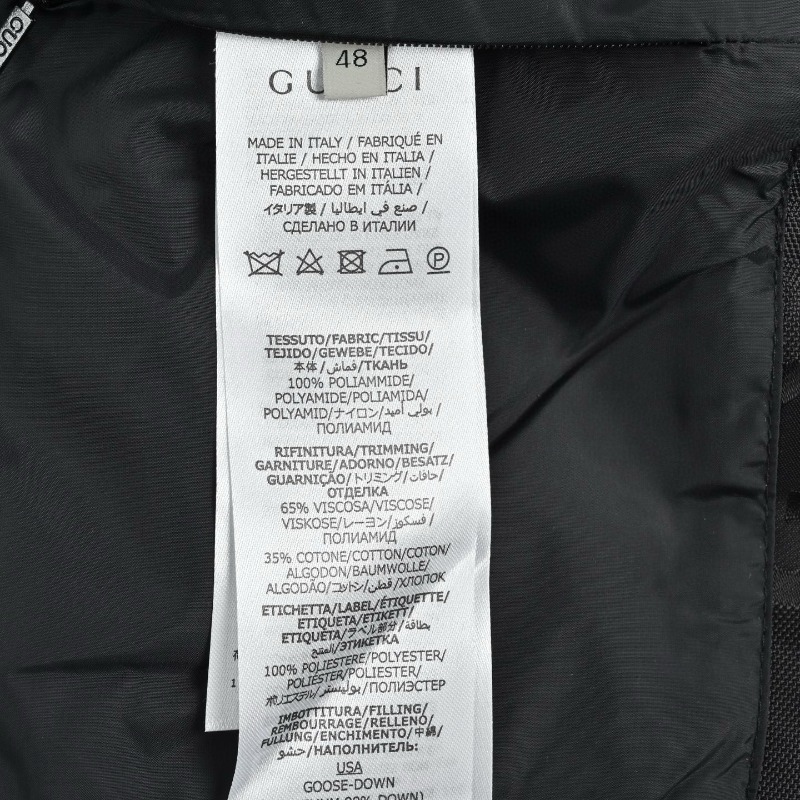 GUCCI
48
GUCCI
MADE IN ITALY / FABRIQUÉ EN
ITALIE / HECHO EN ITALIA /
HERGESTELLT IN ITALIEN /
FABRICADO EM ITÁLIA /
イタリア製 / صنع في ايطاليا /
СДЕЛАНО В ИТАЛИИ
P
TESSUTO/FABRIC/TISSU/
TEJIDO/GEWEBE/TECIDO/
本体/قماش/ТКАНЬ
100% POLIAMMIDE/
POLYAMIDE/POLIAMIDA/
POLYAMID/ナイロン/بولي أميد/
ПОЛИАМИД
RIFINITURA/TRIMMING/
GARNITURE/ADORNO/BESATZ/
GUARNIÇÃO/トリミング/حافات/
ОТДЕЛКА
65% VISCOSA/VISCOSE/
VISKOSE/レーヨン/فسكوز/
ПОЛИАМИД
35% COTONE/COTTON/COTON/
ALGODON/BAUMWOLLE/
ALGODÃO/コットン/قطن/ХЛОПОК
ETICHETTA/LABEL/ÉTIQUETTE/
ETIQUETA/ETIKETT/
ETIQUETA/ラベル部分/بطاقة
المنتج/ЭТИКЕТКА
100% POLIESTERE/POLYESTER/
POLIÉSTER/POLIESTER/
ポリエステル/بوليستر/ПОЛИЭСТЕР
IMBOTTITURA/FILLING/
REMBOURRAGE/RELLENO/
FÜLLUNG/ENCHIMENTO/中綿/
حشو/НАПОЛНИТЕЛЬ:
USA
GOOSE-DOWN
90% DOWN)